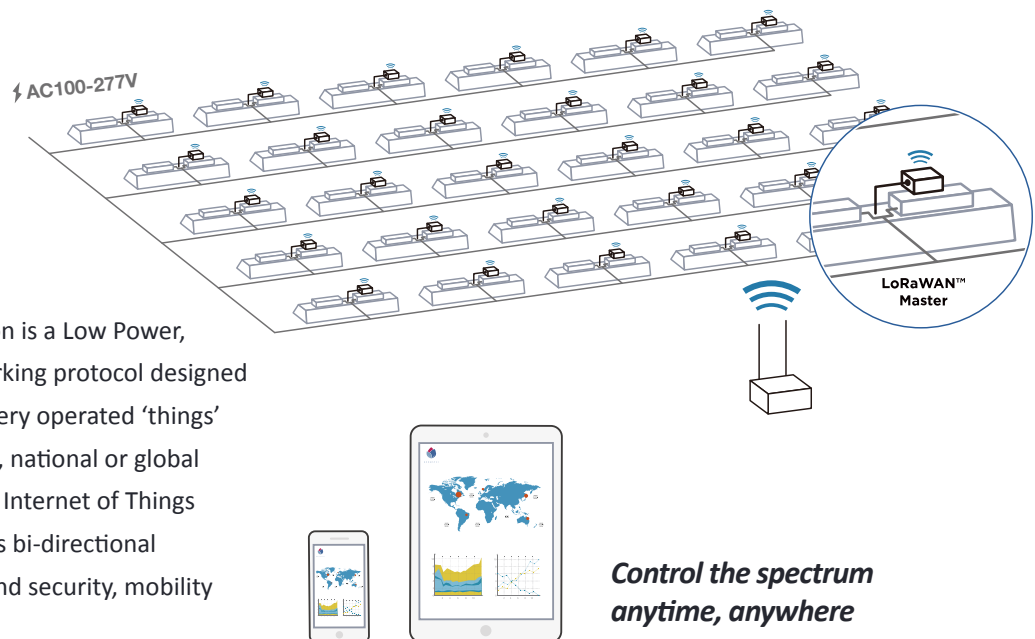 AC100-277V
LoRaWAN™
Master
n is a Low Power,
rking protocol designed
ery operated ‘things’
, national or global
Internet of Things
s bi-directional
nd security, mobility
Control the spectrum
anytime, anywhere